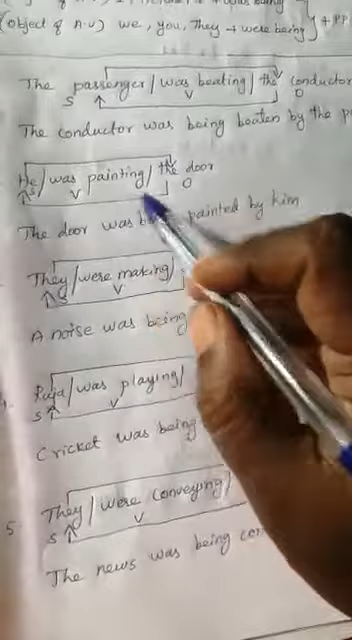 (object of A.V) we, you, They → were being] + PP
The passenger / was beating / the conductor
S V O
The conductor was being beaten by the
He / was painting / the door
S V O
The door was painted by him
They / were making /
S V
A noise was being
Raja / was playing /
S V
Cricket was being
5. They / were conveying /
S V
The news was being